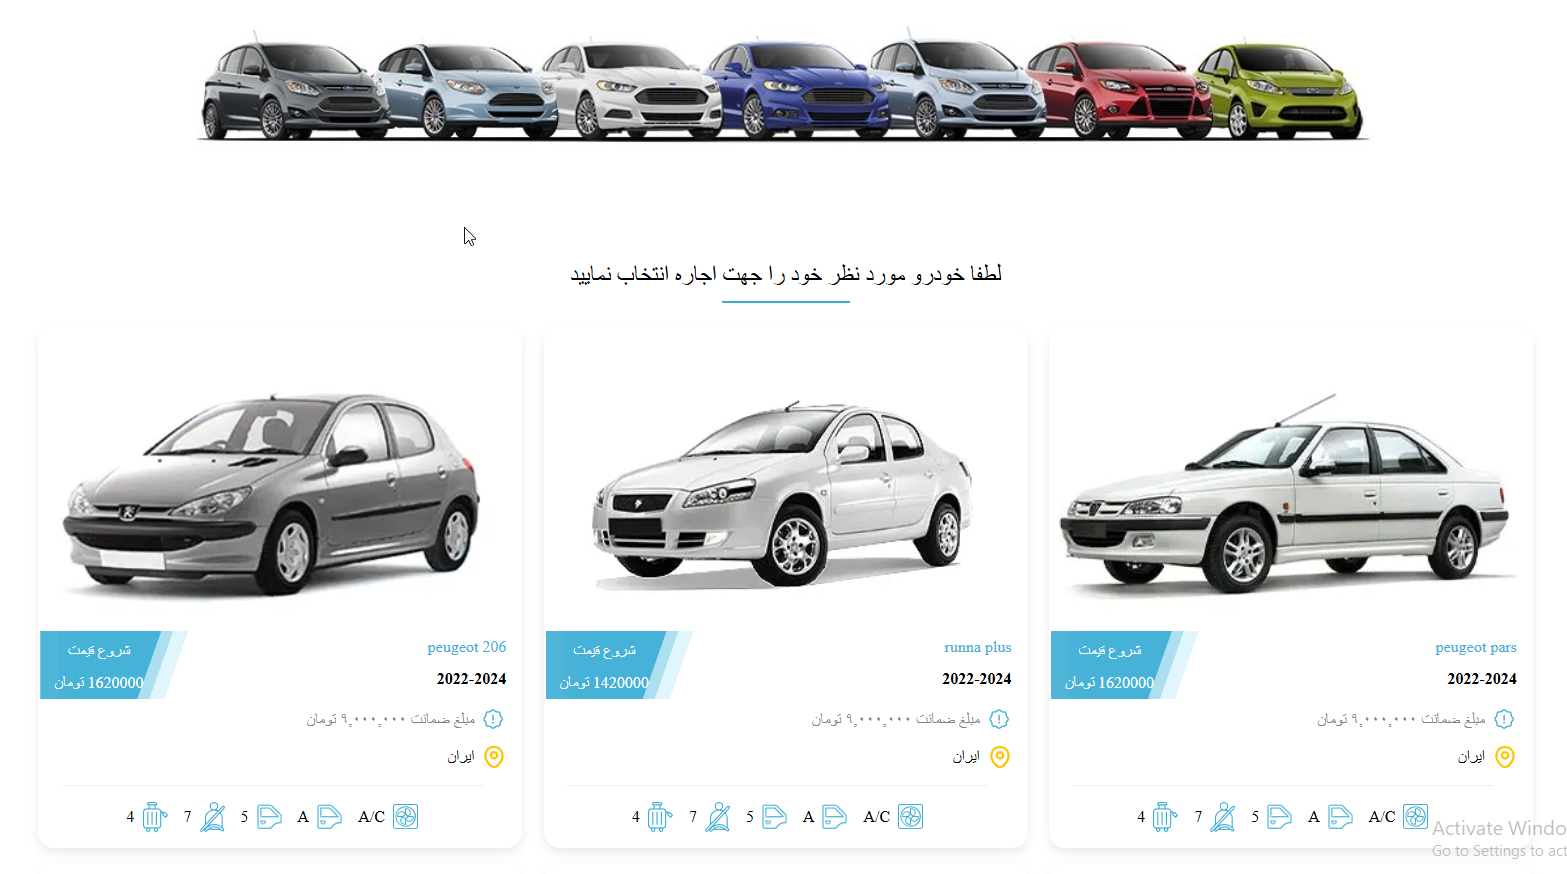 لطفا خودرو مورد نظر خود را جهت اجاره انتخاب نمایید
peugeot pars
2022-2024
شروع قیمت
1620000 تومان
مبلغ ضمانت ۹,۰۰۰,۰۰۰ تومان
ایران
A/C A 5 7 4
runna plus
2022-2024
شروع قیمت
1420000 تومان
مبلغ ضمانت ۹,۰۰۰,۰۰۰ تومان
ایران
A/C A 5 7 4
peugeot 206
2022-2024
شروع قیمت
1620000 تومان
مبلغ ضمانت ۹,۰۰۰,۰۰۰ تومان
ایران
A/C A 5 7 4
Activate Windo
Go to Settings to act